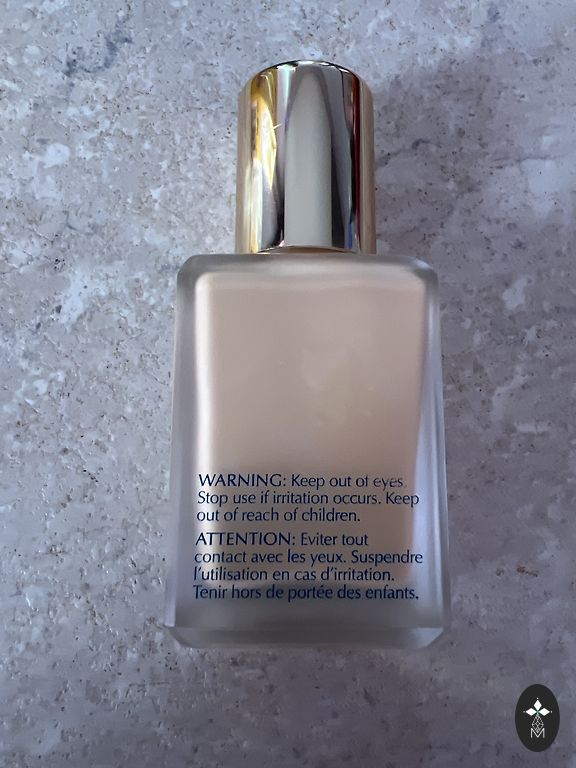 WARNING: Keep out of eyes.
Stop use if irritation occurs. Keep
out of reach of children.
ATTENTION: Eviter tout
contact avec les yeux. Suspendre
l'utilisation en cas d'irritation.
Tenir hors de portée des enfants.
M